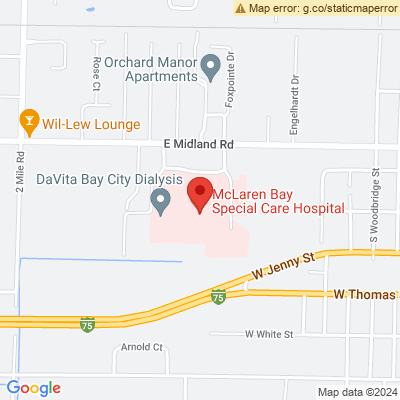 Map error: g.co/staticmaperror
Orchard Manor
Apartments
Rose Ct
Foxpointe Dr
Engelhardt Dr
Wil-Lew Lounge
E Midland Rd
2 Mile Rd
DaVita Bay City Dialysis
McLaren Bay
Special Care Hospital
S Woodbridge St
W Jenny St
75
75
W Thomas
W White St
Arnold Ct
Google
Map data ©2024